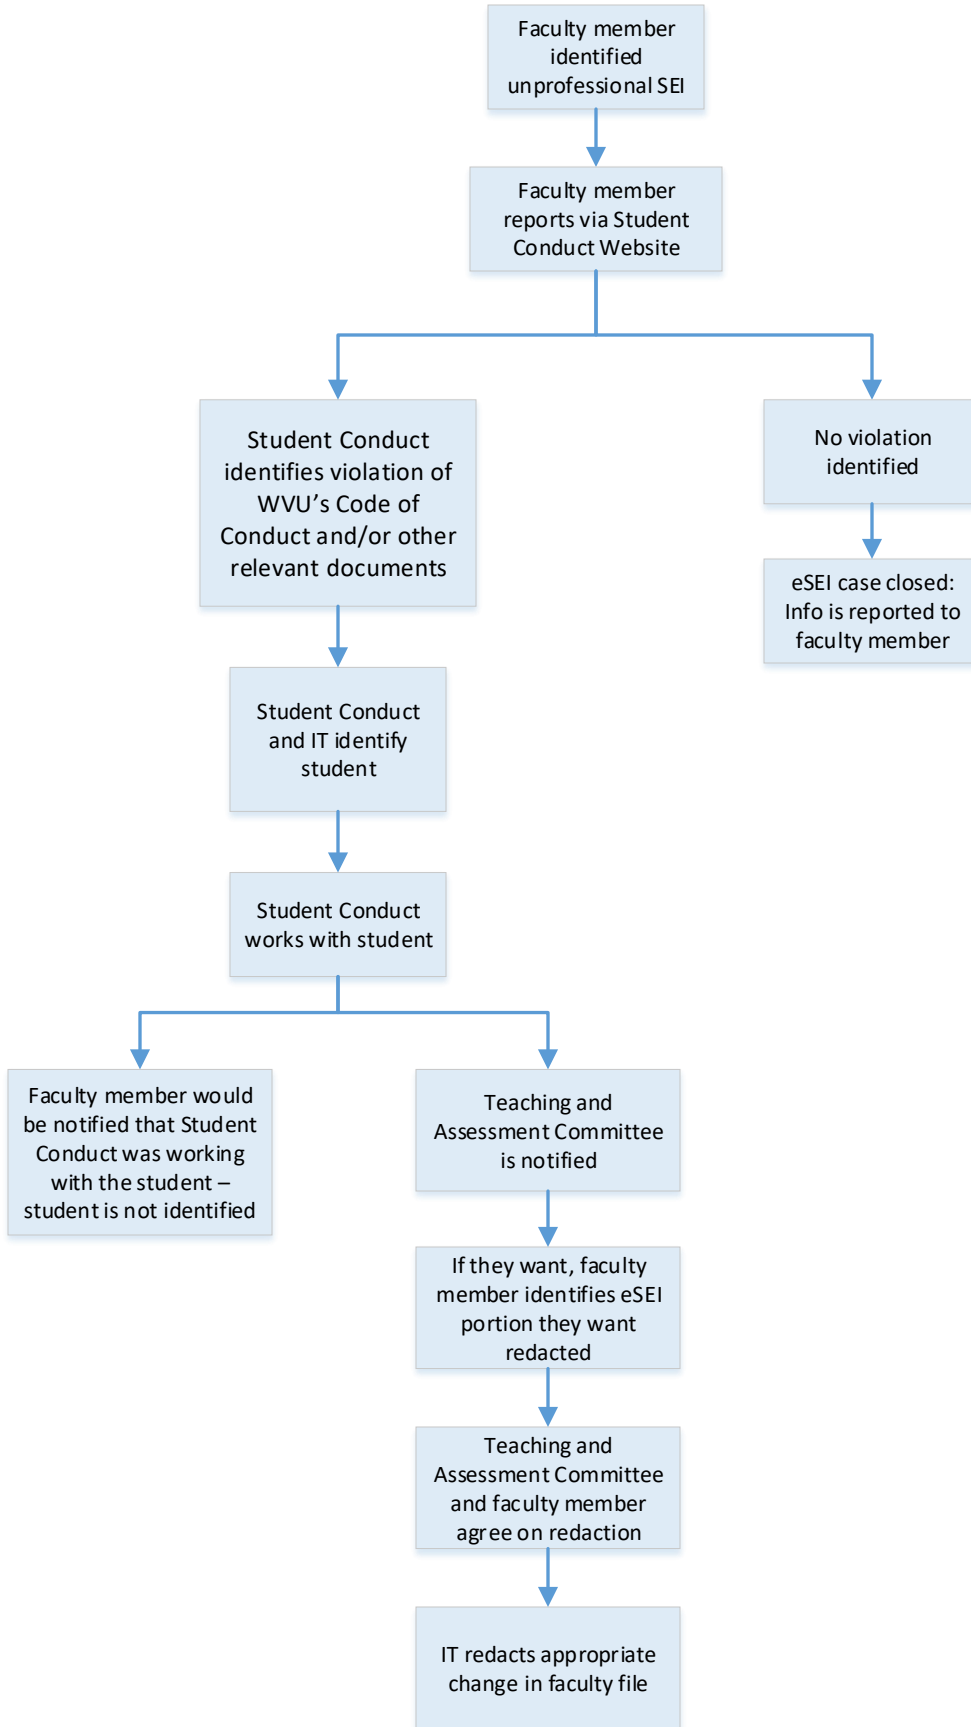 Faculty member
identified
unprofessional SEI
Faculty member
reports via Student
Conduct Website
Student Conduct
identifies violation of
WVU’s Code of
Conduct and/or other
relevant documents
No violation
identified
eSEI case closed:
Info is reported to
faculty member
Student Conduct
and IT identify
student
Student Conduct
works with student
Faculty member would
be notified that Student
Conduct was working
with the student –
student is not identified
Teaching and
Assessment Committee
is notified
If they want, faculty
member identifies eSEI
portion they want
redacted
Teaching and
Assessment Committee
and faculty member
agree on redaction
IT redacts appropriate
change in faculty file